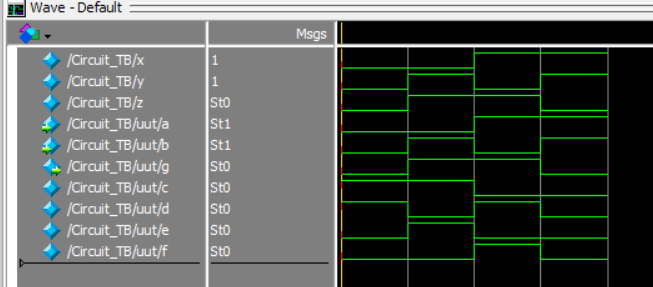 Wave - Default
Msgs
/Circuit_TB/x 1
/Circuit_TB/y 1
/Circuit_TB/z St0
/Circuit_TB/uut/a St1
/Circuit_TB/uut/b St1
/Circuit_TB/uut/g St0
/Circuit_TB/uut/c St0
/Circuit_TB/uut/d St0
/Circuit_TB/uut/e St0
/Circuit_TB/uut/f St0